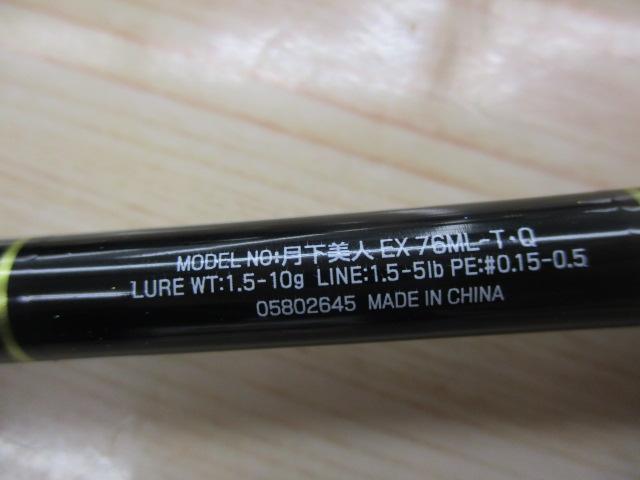 MODEL NO:月下美人 EX 76ML-T·Q
LURE WT:1.5-10g LINE:1.5-5lb PE:#0.15-0.5
05802645 MADE IN CHINA